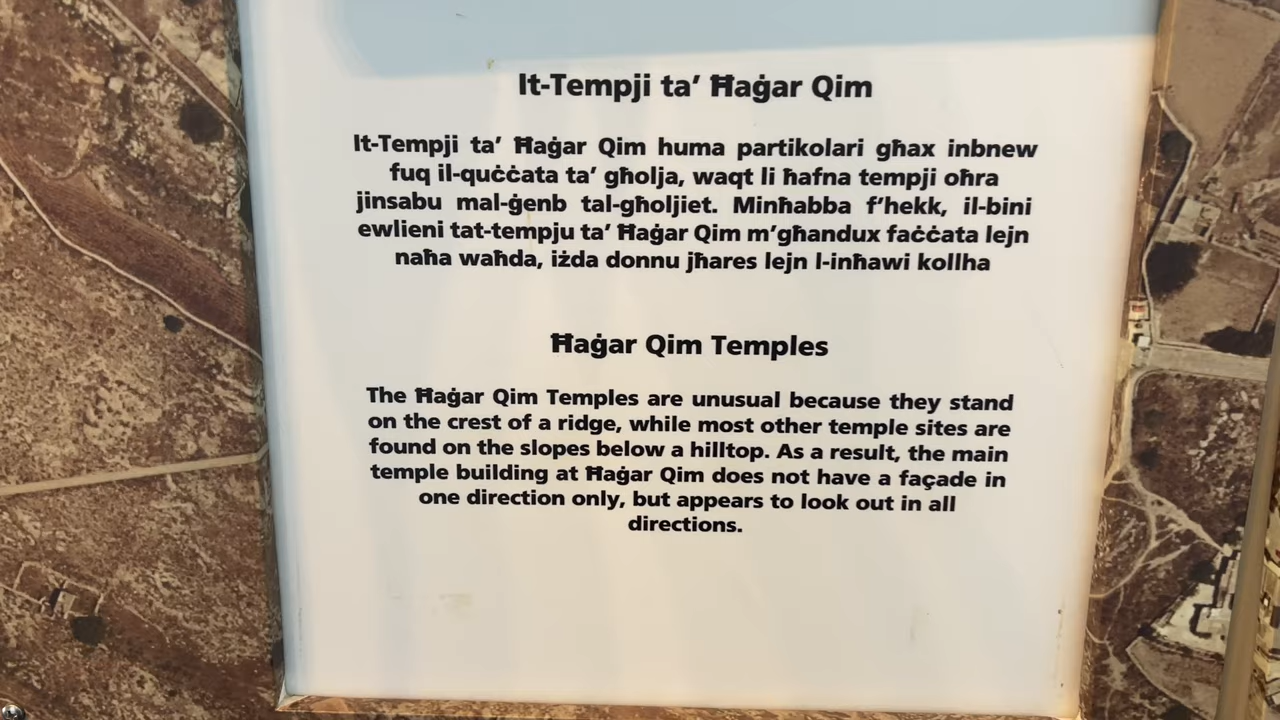 It-Tempji ta’ Ħaġar Qim
It-Tempji ta’ Ħaġar Qim huma partikolari għax inbnew
fuq il-quċċata ta’ għolja, waqt li ħafna tempji oħra
jinsabu mal-ġenb tal-għoljiet. Minħabba f’hekk, il-bini
ewlieni tat-tempju ta’ Ħaġar Qim m’għandux faċċata lejn
naħa waħda, iżda donnu jħares lejn l-inħawi kollha
Ħaġar Qim Temples
The Ħaġar Qim Temples are unusual because they stand
on the crest of a ridge, while most other temple sites are
found on the slopes below a hilltop. As a result, the main
temple building at Ħaġar Qim does not have a façade in
one direction only, but appears to look out in all
directions.